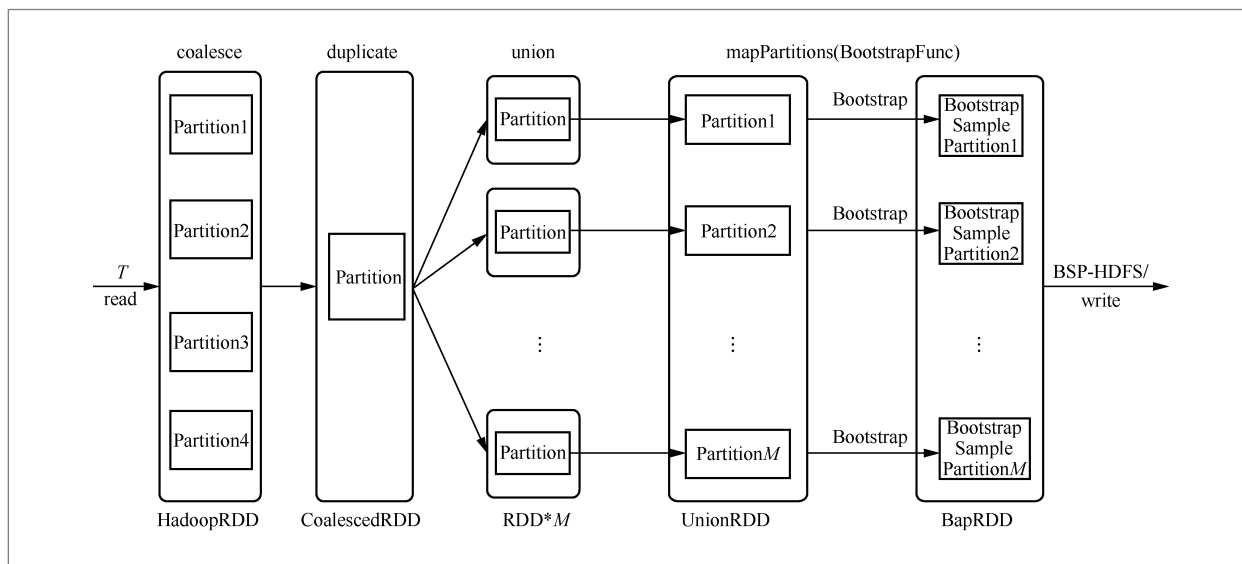 coalesce
duplicate
union
mapPartitions(BootstrapFunc)
Partition1
Partition2
Partition3
Partition4
T
read
Partition
Partition
Partition
⋮
Partition
Partition1
Partition2
⋮
PartitionM
Bootstrap
Bootstrap
Bootstrap
Bootstrap
Sample
Partition1
Bootstrap
Sample
Partition2
⋮
Bootstrap
Sample
PartitionM
BSP-HDFS/
write
HadoopRDD
CoalescedRDD
RDD*M
UnionRDD
BapRDD